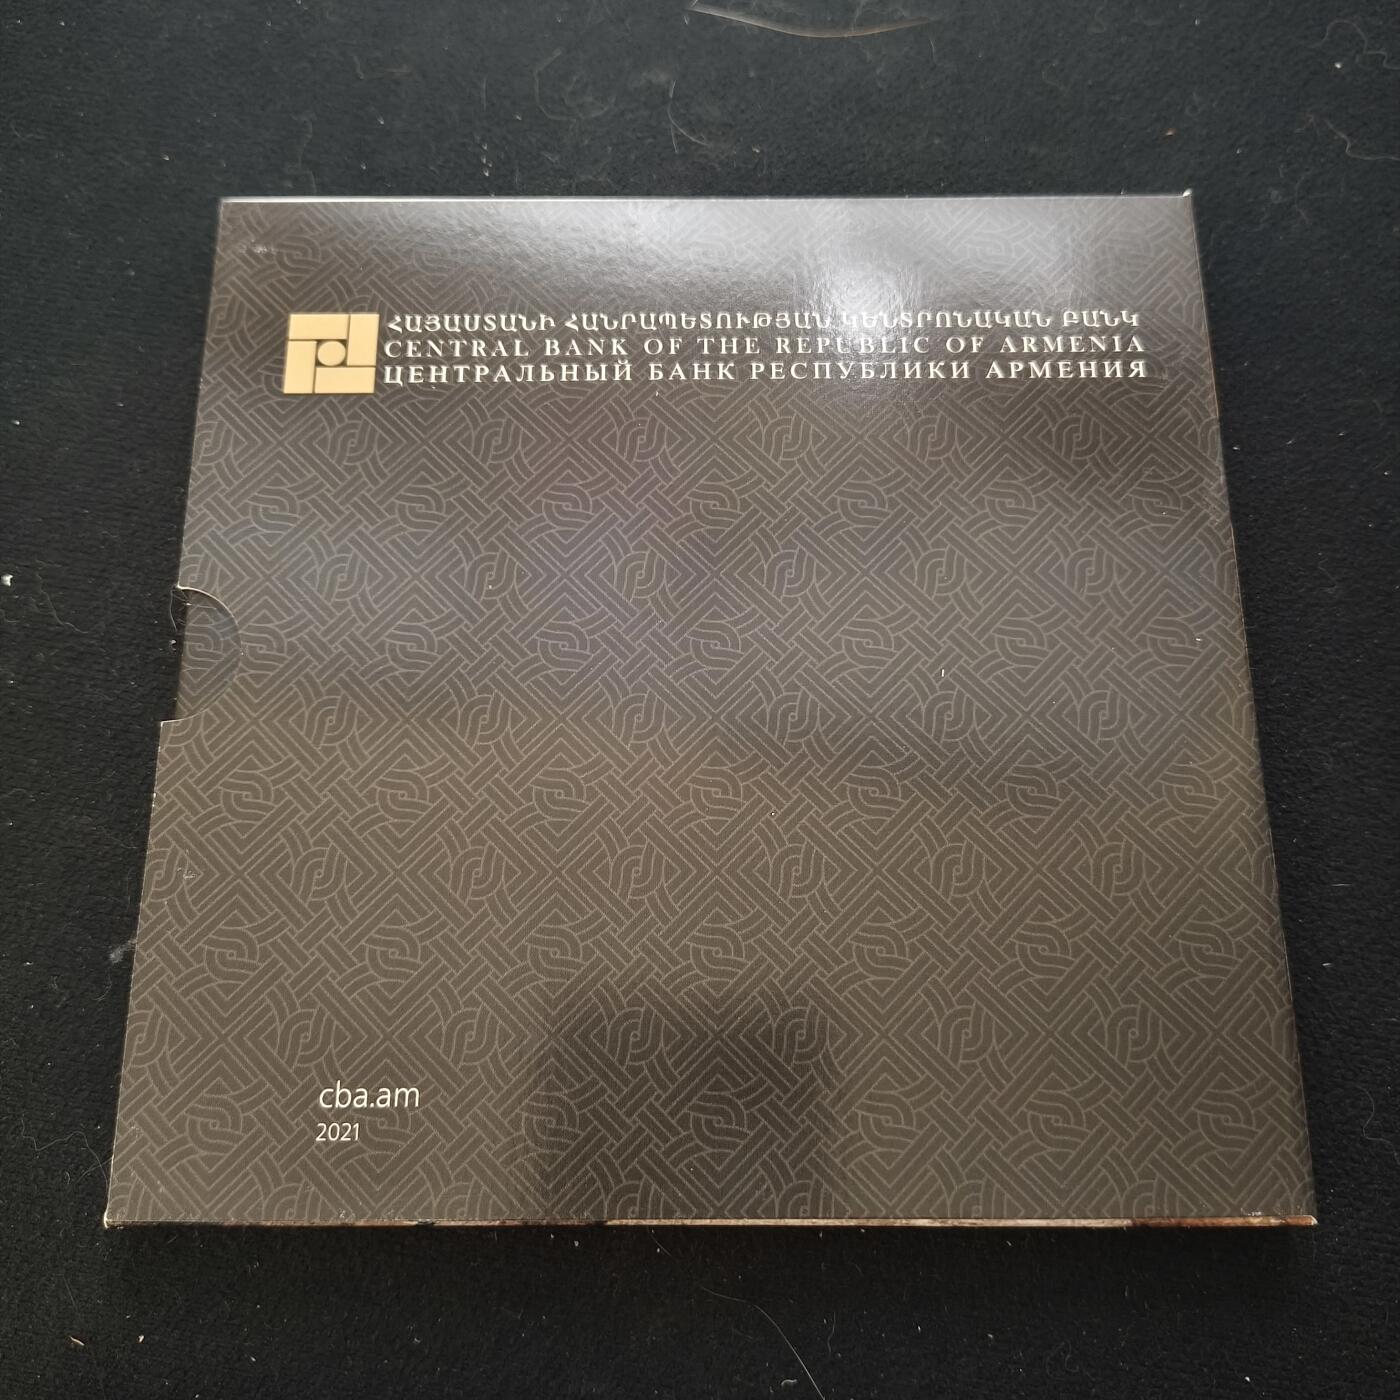 ՀԱՅԱՍՏԱՆԻ ՀԱՆՐԱՊԵՏՈՒԹՅԱՆ ԿԵՆՏՐՈՆԱԿԱՆ ԲԱՆԿ
CENTRAL BANK OF THE REPUBLIC OF ARMENIA
ЦЕНТРАЛЬНЫЙ БАНК РЕСПУБЛИКИ АРМЕНИЯ
cba.am
2021